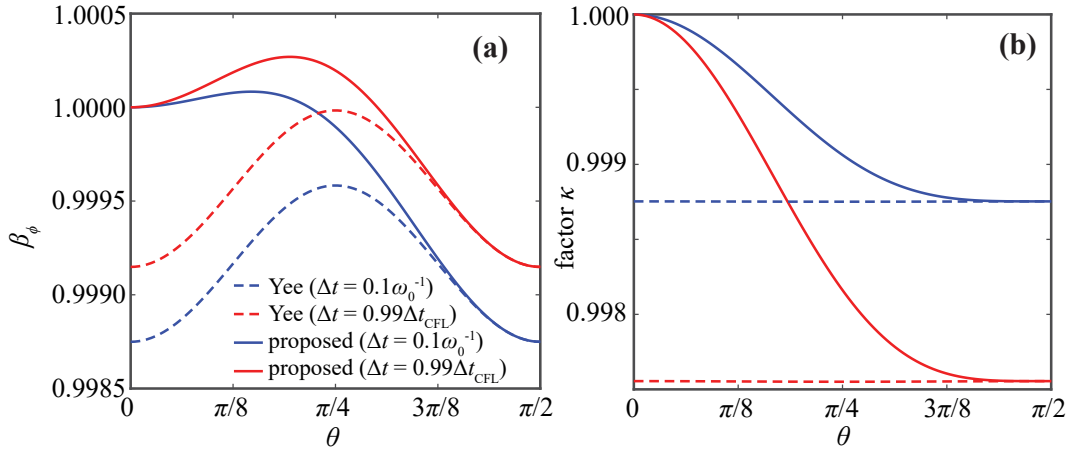 (a)
1.0005
1.0000
0.9995
0.9990
0.9985
β_ϕ
Yee (Δt = 0.1ω₀⁻¹)
Yee (Δt = 0.99Δt_CFL)
proposed (Δt = 0.1ω₀⁻¹)
proposed (Δt = 0.99Δt_CFL)
0 π/8 π/4 3π/8 π/2
θ
(b)
1.000
0.999
0.998
factor κ
0 π/8 π/4 3π/8 π/2
θ